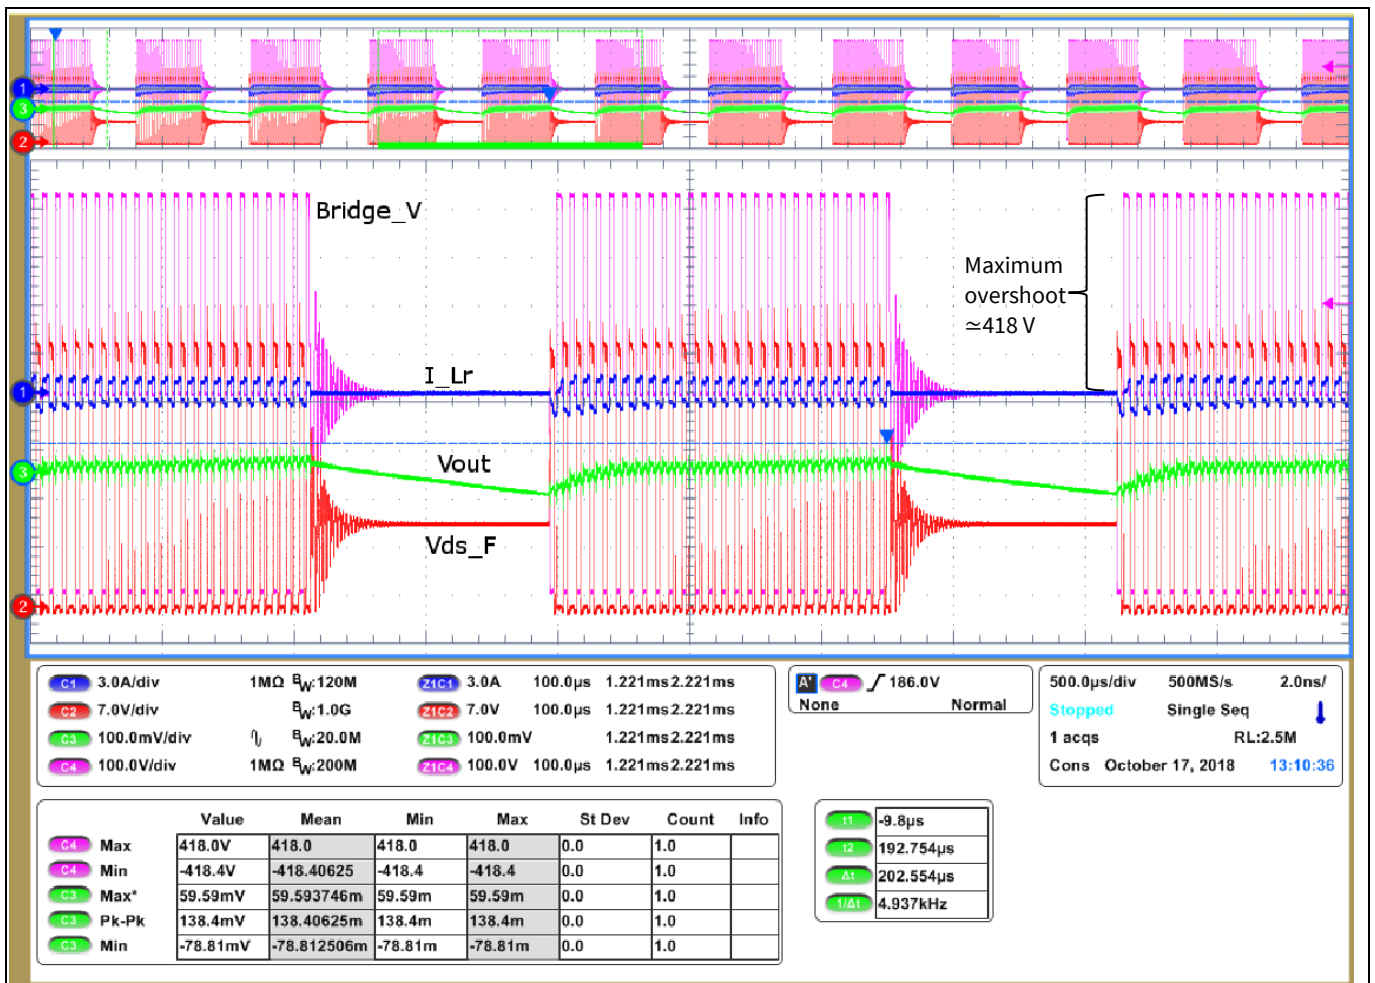 1
3
2
Bridge_V
Maximum
overshoot
≃418 V
I_Lr
1
Vout
3
Vds_F
2
C1 3.0A/div 1MΩ BW:120M Z1C1 3.0A 100.0µs 1.221ms 2.221ms
C2 7.0V/div BW:1.0G Z1C2 7.0V 100.0µs 1.221ms 2.221ms
C3 100.0mV/div BW:20.0M Z1C3 100.0mV 1.221ms 2.221ms
C4 100.0V/div 1MΩ BW:200M Z1C4 100.0V 100.0µs 1.221ms 2.221ms
A' C4 186.0V
None Normal
500.0µs/div 500MS/s 2.0ns/
Stopped Single Seq
1 acqs RL:2.5M
Cons October 17, 2018 13:10:36
Value Mean Min Max St Dev Count Info
C4 Max 418.0V 418.0 418.0 418.0 0.0 1.0
C4 Min -418.4V -418.40625 -418.4 -418.4 0.0 1.0
C3 Max* 59.59mV 59.593746m 59.59m 59.59m 0.0 1.0
C3 Pk-Pk 138.4mV 138.40625m 138.4m 138.4m 0.0 1.0
C3 Min -78.81mV -78.812506m -78.81m -78.81m 0.0 1.0
t1 -9.8µs
t2 192.754µs
Δt 202.554µs
1/Δt 4.937kHz